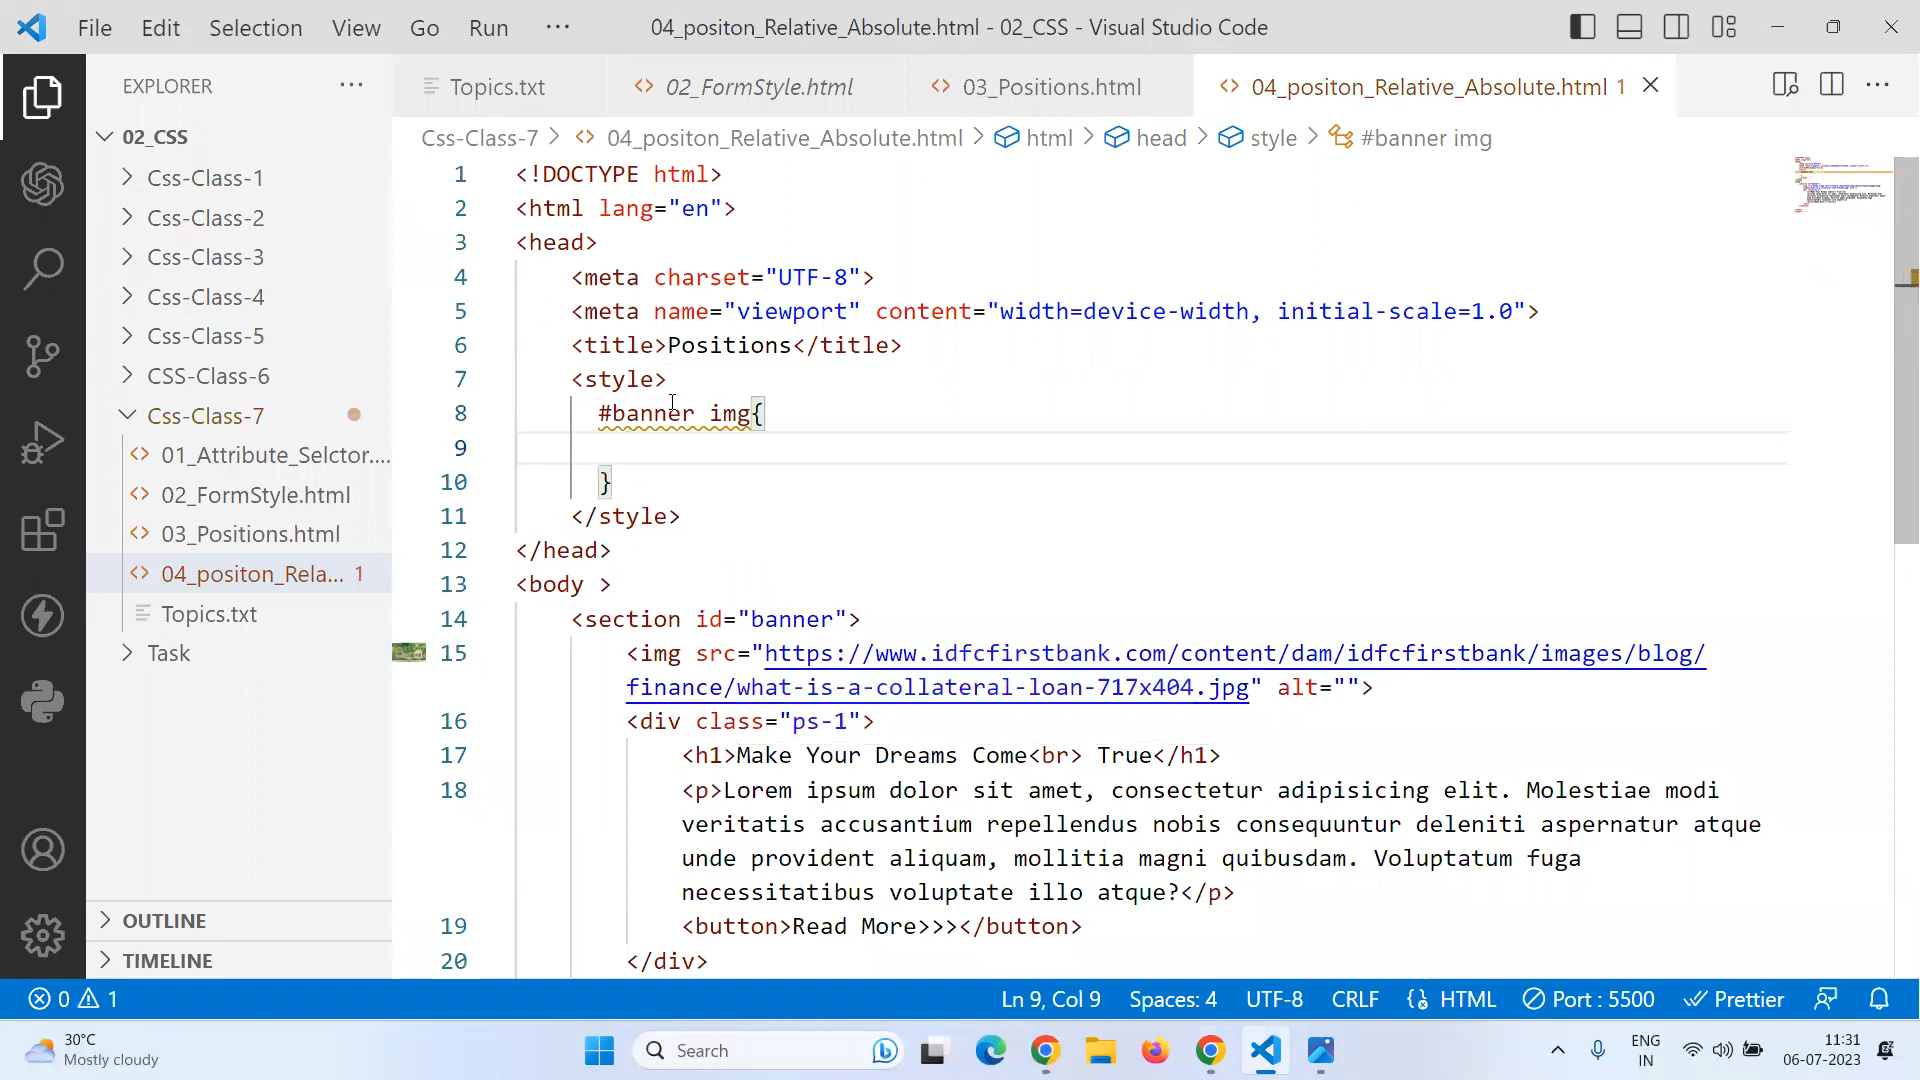 File Edit Selection View Go Run ··· 04_positon_Relative_Absolute.html - 02_CSS - Visual Studio Code
EXPLORER ···
Topics.txt 02_FormStyle.html 03_Positions.html 04_positon_Relative_Absolute.html 1
Css-Class-7 > 04_positon_Relative_Absolute.html > html > head > style > #banner img
02_CSS
Css-Class-1
Css-Class-2
Css-Class-3
Css-Class-4
Css-Class-5
CSS-Class-6
Css-Class-7
01_Attribute_Selctor....
02_FormStyle.html
03_Positions.html
04_positon_Rela... 1
Topics.txt
Task
OUTLINE
TIMELINE
1 <!DOCTYPE html>
2 <html lang="en">
3 <head>
4 <meta charset="UTF-8">
5 <meta name="viewport" content="width=device-width, initial-scale=1.0">
6 <title>Positions</title>
7 <style>
8 #banner img{
9
10 }
11 </style>
12 </head>
13 <body >
14 <section id="banner">
15 <img src="https://www.idfcfirstbank.com/content/dam/idfcfirstbank/images/blog/
finance/what-is-a-collateral-loan-717x404.jpg" alt="">
16 <div class="ps-1">
17 <h1>Make Your Dreams Come<br> True</h1>
18 <p>Lorem ipsum dolor sit amet, consectetur adipisicing elit. Molestiae modi
veritatis accusantium repellendus nobis consequuntur deleniti aspernatur atque
unde provident aliquam, mollitia magni quibusdam. Voluptatum fuga
necessitatibus voluptate illo atque?</p>
19 <button>Read More>>></button>
20 </div>
0 1 Ln 9, Col 9 Spaces: 4 UTF-8 CRLF HTML Port : 5500 Prettier
30°C
Mostly cloudy
Search
ENG
IN
11:31
06-07-2023